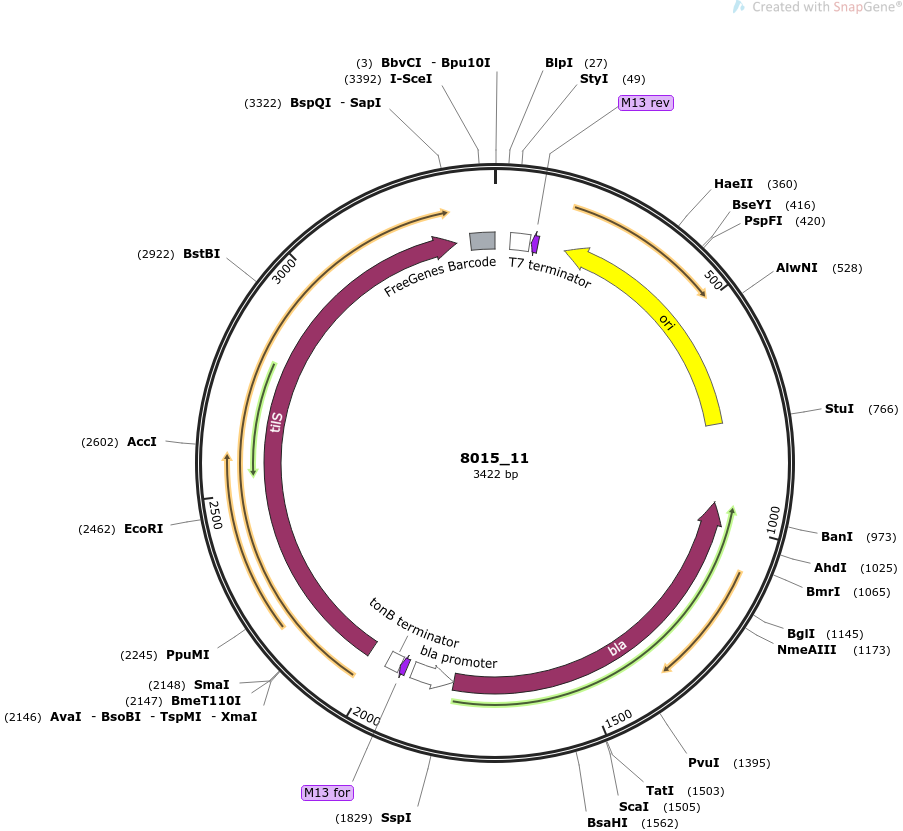 Created with SnapGene®
(3) BbvCI - Bpu10I
BlpI (27)
(3392) I-SceI
StyI (49)
(3322) BspQI - SapI
M13 rev
HaeII (360)
BseYI (416)
PspFI (420)
(2922) BstBI
AlwNI (528)
3000
500
FreeGenes Barcode
T7 terminator
ori
StuI (766)
tilS
(2602) AccI
8015_11
3422 bp
2500
1000
(2462) EcoRI
BanI (973)
AhdI (1025)
BmrI (1065)
tonB terminator
bla promoter
bla
BglI (1145)
NmeAIII (1173)
(2245) PpuMI
(2148) SmaI
(2147) BmeT110I
(2146) AvaI - BsoBI - TspMI - XmaI
2000
1500
PvuI (1395)
M13 for
TatI (1503)
ScaI (1505)
(1829) SspI
BsaHI (1562)